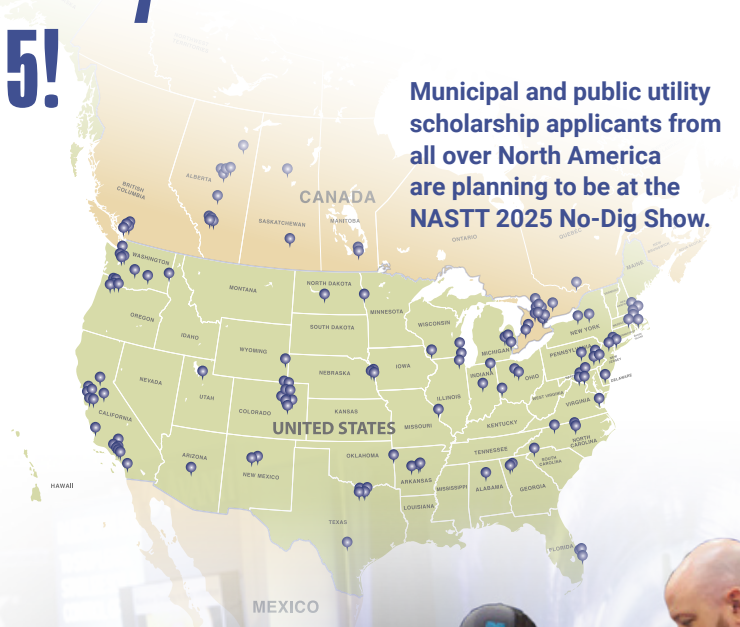 5!
Municipal and public utility
scholarship applicants from
all over North America
are planning to be at the
NASTT 2025 No-Dig Show.
BRITISH
COLUMBIA
ALBERTA
CANADA
SASKATCHEWAN
MANITOBA
ONTARIO
QUEBEC
WASHINGTON
MONTANA
NORTH DAKOTA
MINNESOTA
MAINE
OREGON
IDAHO
SOUTH DAKOTA
WISCONSIN
MICHIGAN
NEW YORK
WYOMING
NEBRASKA
IOWA
INDIANA
OHIO
PENNSYLVANIA
NEVADA
UTAH
COLORADO
KANSAS
ILLINOIS
WEST VIRGINIA
VIRGINIA
DELAWARE
CALIFORNIA
UNITED STATES
MISSOURI
KENTUCKY
NORTH
CAROLINA
ARIZONA
NEW MEXICO
OKLAHOMA
ARKANSAS
TENNESSEE
SOUTH
CAROLINA
MISSISSIPPI
ALABAMA
GEORGIA
HAWAII
LOUISIANA
TEXAS
FLORIDA
MEXICO